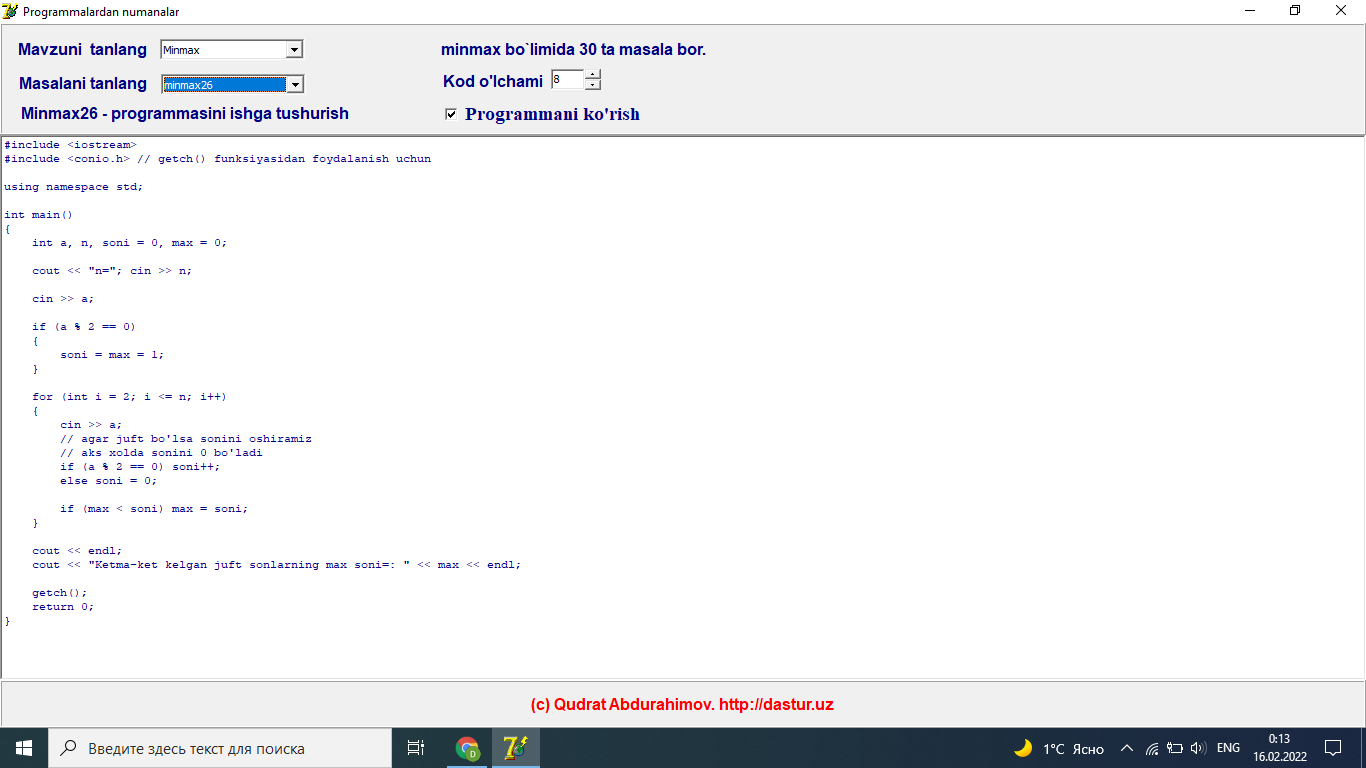 Programmalardan numanalar
Mavzuni  tanlang
Minmax
minmax bo`limida 30 ta masala bor.
Masalani tanlang
minmax26
Kod o'lchami
8
Minmax26 - programmasini ishga tushurish
Programmani ko'rish
#include <iostream>
#include <conio.h> // getch() funksiyasidan foydalanish uchun
using namespace std;
int main()
{
    int a, n, soni = 0, max = 0;
    cout << "n="; cin >> n;
    cin >> a;
    if (a % 2 == 0)
    {
        soni = max = 1;
    }
    for (int i = 2; i <= n; i++)
    {
        cin >> a;
        // agar juft bo'lsa sonini oshiramiz
        // aks xolda sonini 0 bo'ladi
        if (a % 2 == 0) soni++;
        else soni = 0;
        if (max < soni) max = soni;
    }
    cout << endl;
    cout << "Ketma-ket kelgan juft sonlarning max soni=: " << max << endl;
    getch();
    return 0;
}
(c) Qudrat Abdurahimov. http://dastur.uz
Введите здесь текст для поиска
1°C  Ясно
ENG
0:13
16.02.2022